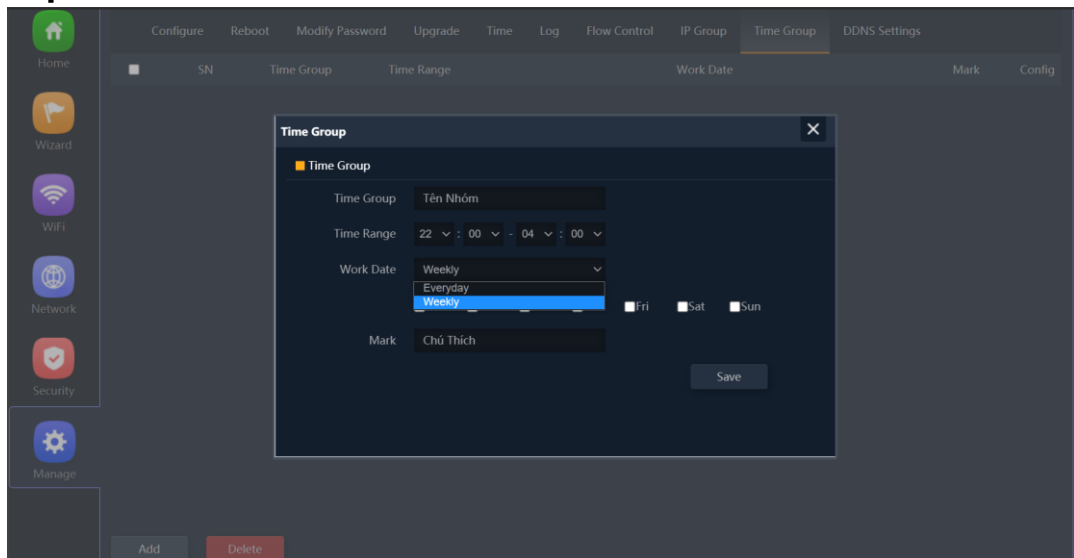 Configure Reboot Modify Password Upgrade Time Log Flow Control IP Group Time Group DDNS Settings
Home
SN Time Group Time Range Work Date Mark Config
Wizard
WiFi
Network
Security
Manage
Time Group
Time Group
Time Group Tên Nhóm
Time Range 22 : 00 - 04 : 00
Work Date Weekly
Everyday
Weekly
Fri Sat Sun
Mark Chú Thích
Save
Add Delete